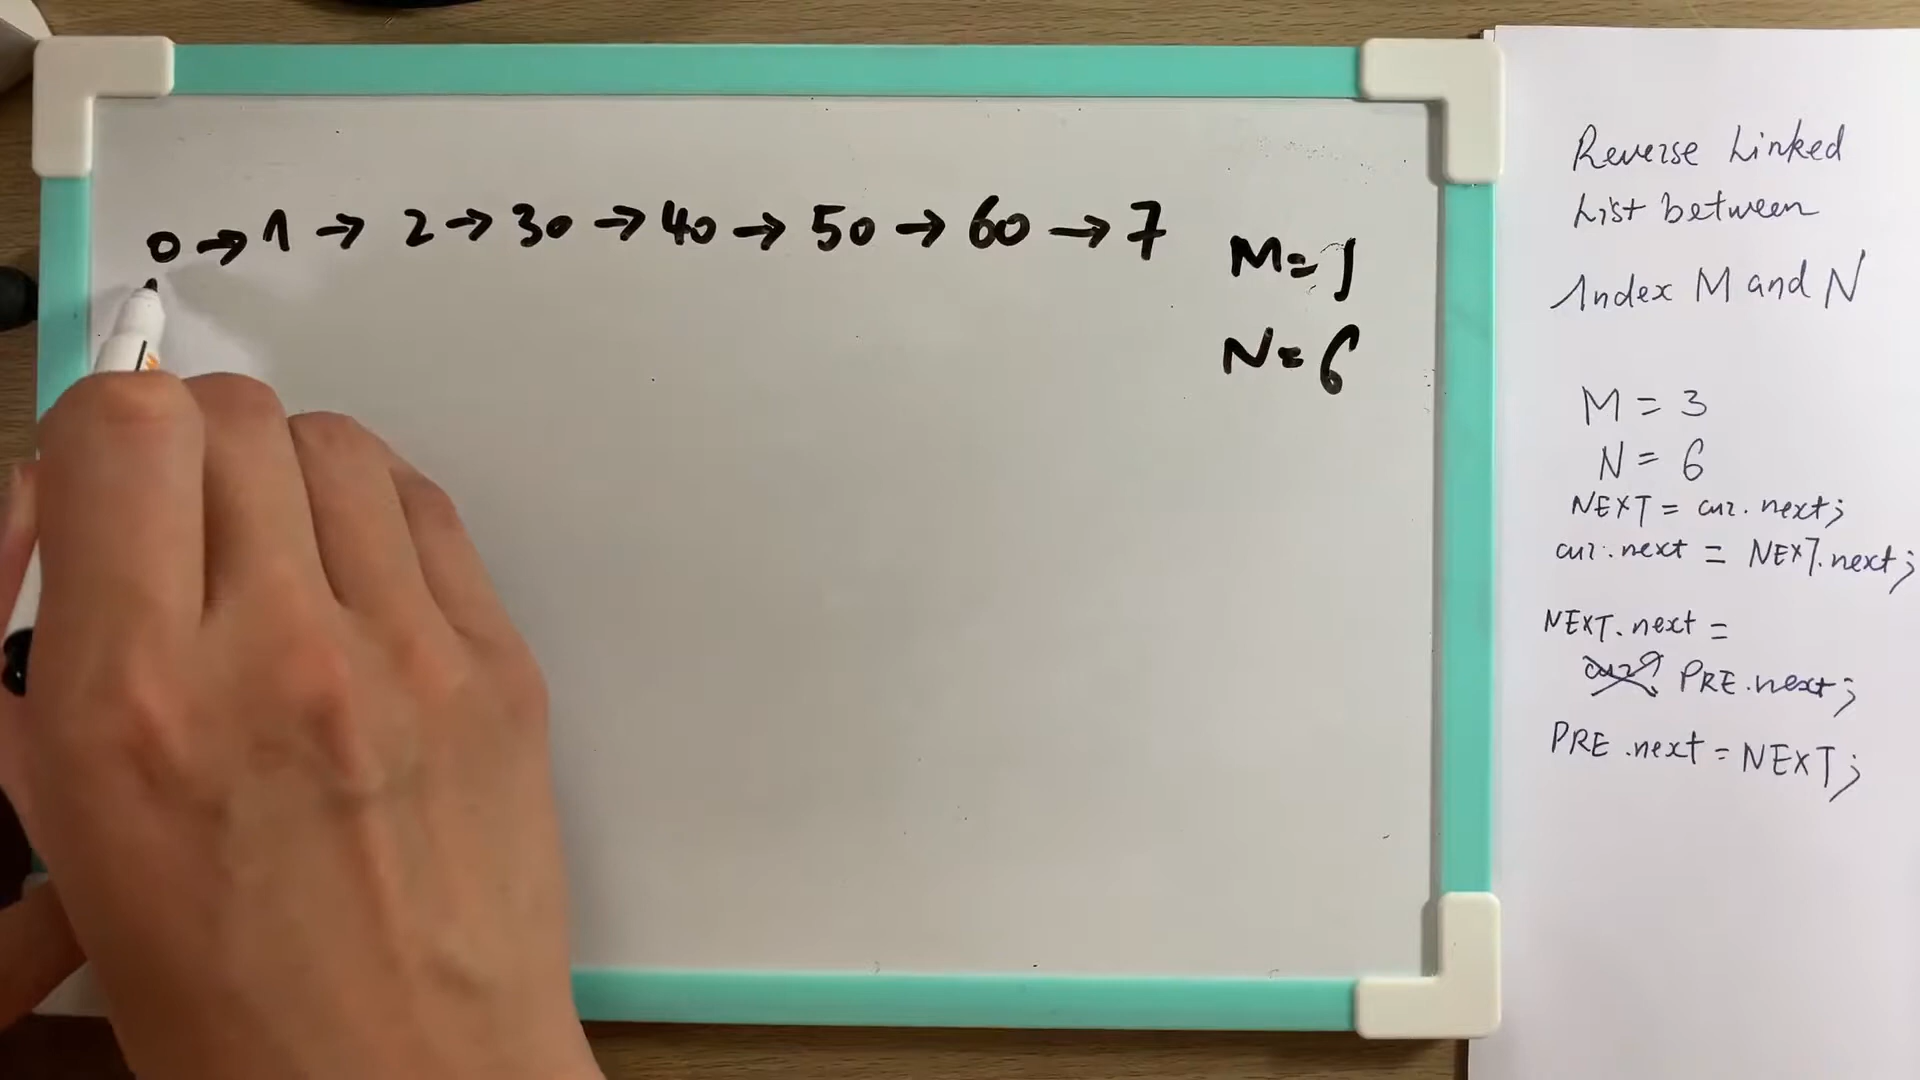 0 → 1 → 2 → 30 → 40 → 50 → 60 → 7
M=
N=6
Reverse Linked
List between
Index M and N
M = 3
N = 6
NEXT = cur.next;
cur.next = NEXT.next;
NEXT.next =
PRE.next;
PRE.next = NEXT;